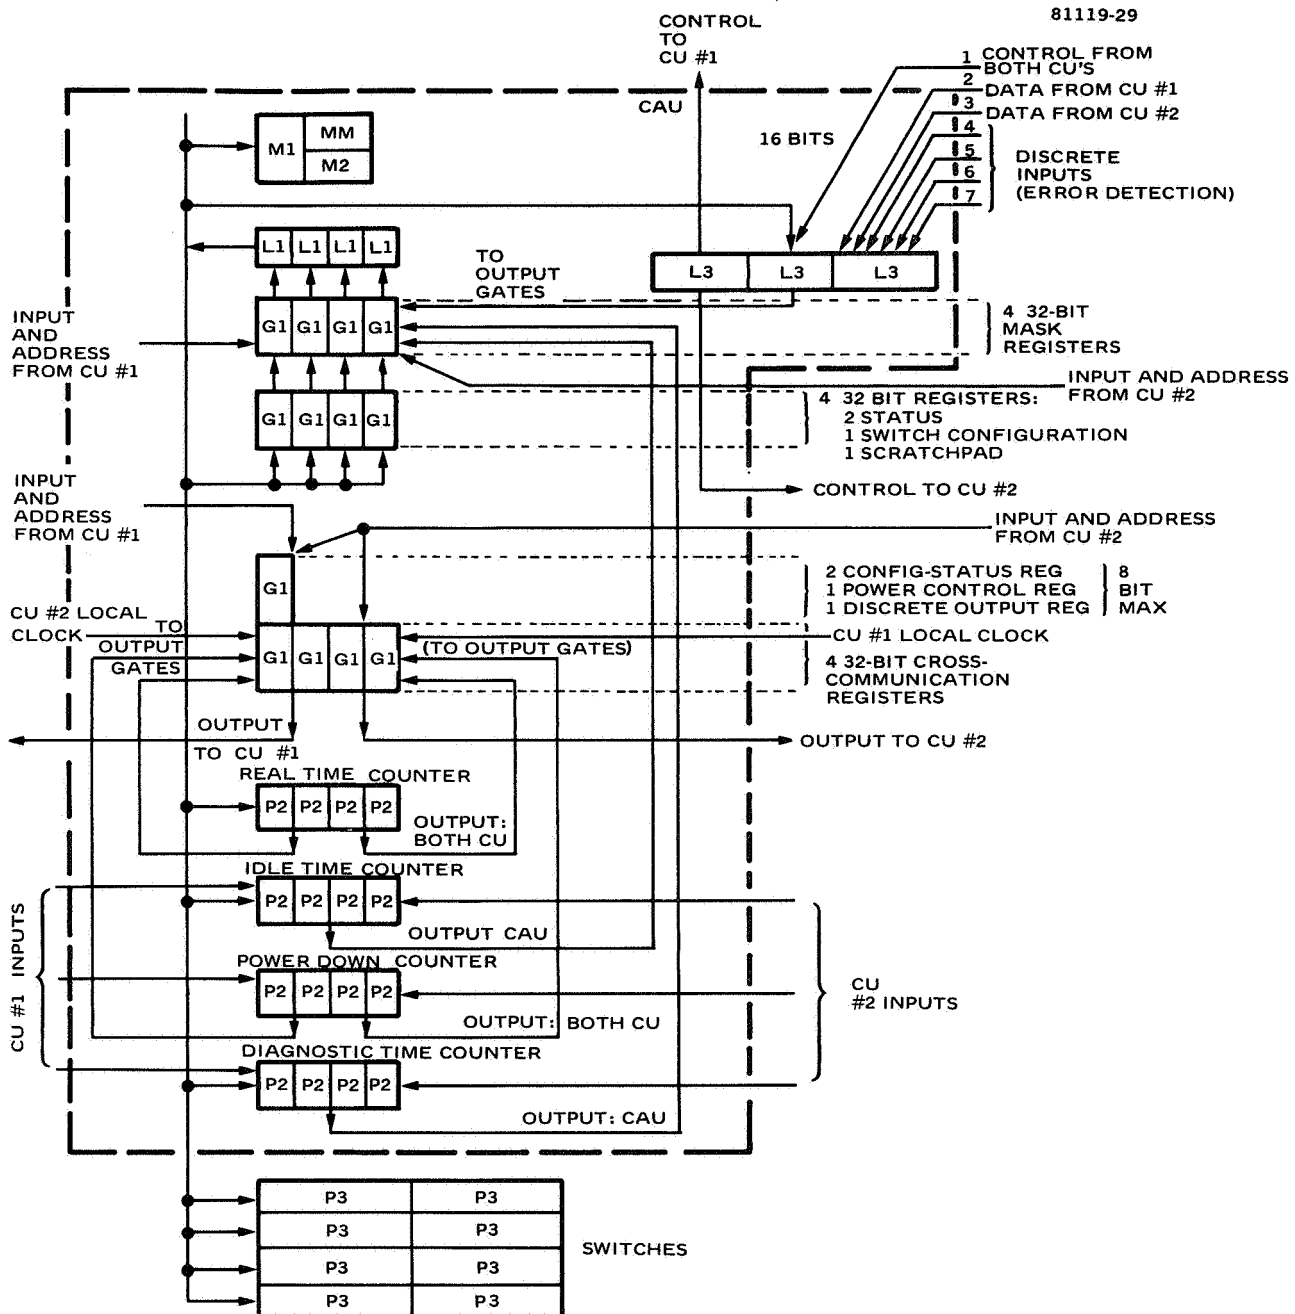 81119-29
CONTROL
TO
CU #1
1 CONTROL FROM
BOTH CU'S
2 DATA FROM CU #1
3 DATA FROM CU #2
4
5
6
7
DISCRETE
INPUTS
(ERROR DETECTION)
CAU
16 BITS
M1
MM
M2
L1 L1 L1 L1
L3 L3 L3
TO
OUTPUT
GATES
INPUT
AND
ADDRESS
FROM CU #1
G1 G1 G1 G1
4 32-BIT
MASK
REGISTERS
INPUT AND ADDRESS
FROM CU #2
G1 G1 G1 G1
4 32 BIT REGISTERS:
2 STATUS
1 SWITCH CONFIGURATION
1 SCRATCHPAD
CONTROL TO CU #2
INPUT
AND
ADDRESS
FROM CU #1
INPUT AND ADDRESS
FROM CU #2
G1
2 CONFIG-STATUS REG
1 POWER CONTROL REG
1 DISCRETE OUTPUT REG
8
BIT
MAX
CU #2 LOCAL
CLOCK
TO
OUTPUT
GATES
G1 G1 G1 G1
(TO OUTPUT GATES)
CU #1 LOCAL CLOCK
4 32-BIT CROSS-
COMMUNICATION
REGISTERS
OUTPUT
TO CU #1
OUTPUT TO CU #2
REAL TIME COUNTER
P2 P2 P2 P2
OUTPUT:
BOTH CU
IDLE TIME COUNTER
P2 P2 P2 P2
OUTPUT CAU
POWER DOWN COUNTER
P2 P2 P2 P2
OUTPUT: BOTH CU
CU #1 INPUTS
CU
#2 INPUTS
DIAGNOSTIC TIME COUNTER
P2 P2 P2 P2
OUTPUT: CAU
P3 P3
P3 P3
P3 P3
P3 P3
SWITCHES